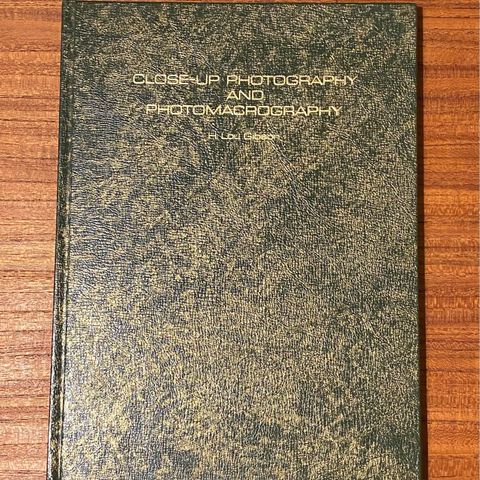 CLOSE-UP PHOTOGRAPHY
AND
PHOTOMACROGRAPHY
H. Lou Gibson